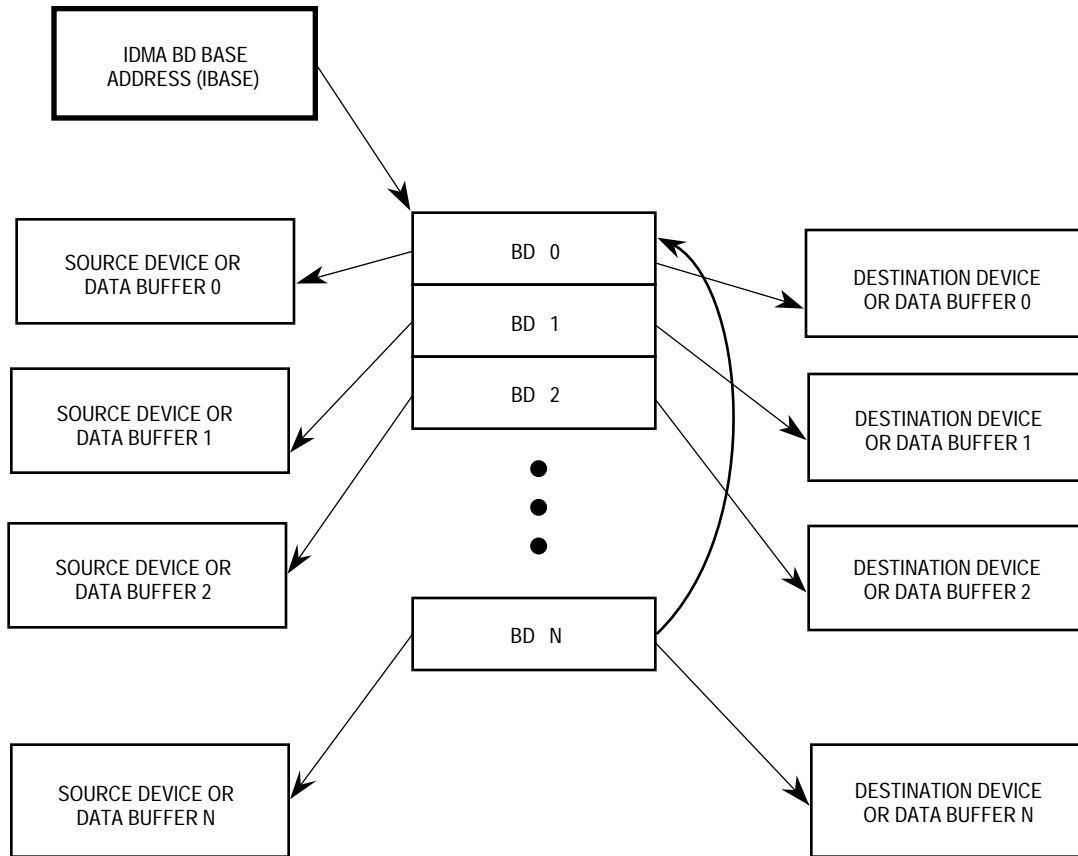 IDMA BD BASE
ADDRESS (IBASE)
SOURCE DEVICE OR
DATA BUFFER 0
BD 0
DESTINATION DEVICE
OR DATA BUFFER 0
BD 1
SOURCE DEVICE OR
DATA BUFFER 1
BD 2
DESTINATION DEVICE
OR DATA BUFFER 1
SOURCE DEVICE OR
DATA BUFFER 2
DESTINATION DEVICE
OR DATA BUFFER 2
BD N
SOURCE DEVICE OR
DATA BUFFER N
DESTINATION DEVICE
OR DATA BUFFER N